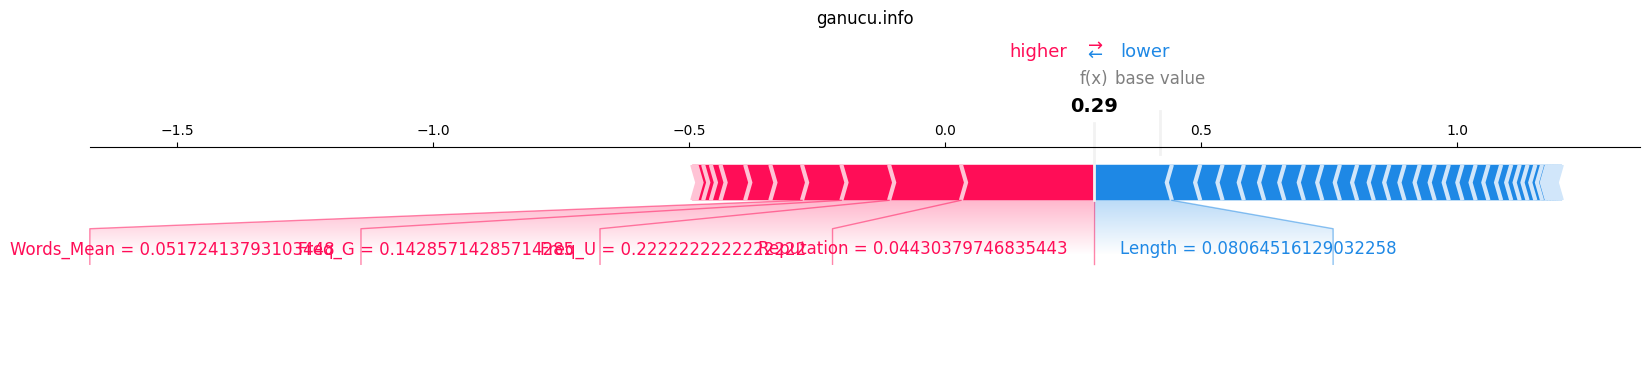 ganucu.info
higher ⇄ lower
f(x) base value
0.29
−1.5 −1.0 −0.5 0.0 0.5 1.0
Words_Mean = 0.05172413793103448 Freq_G = 0.14285714285714285 Freq_U = 0.2222222222222222 Reputation = 0.04430379746835443 Length = 0.08064516129032258